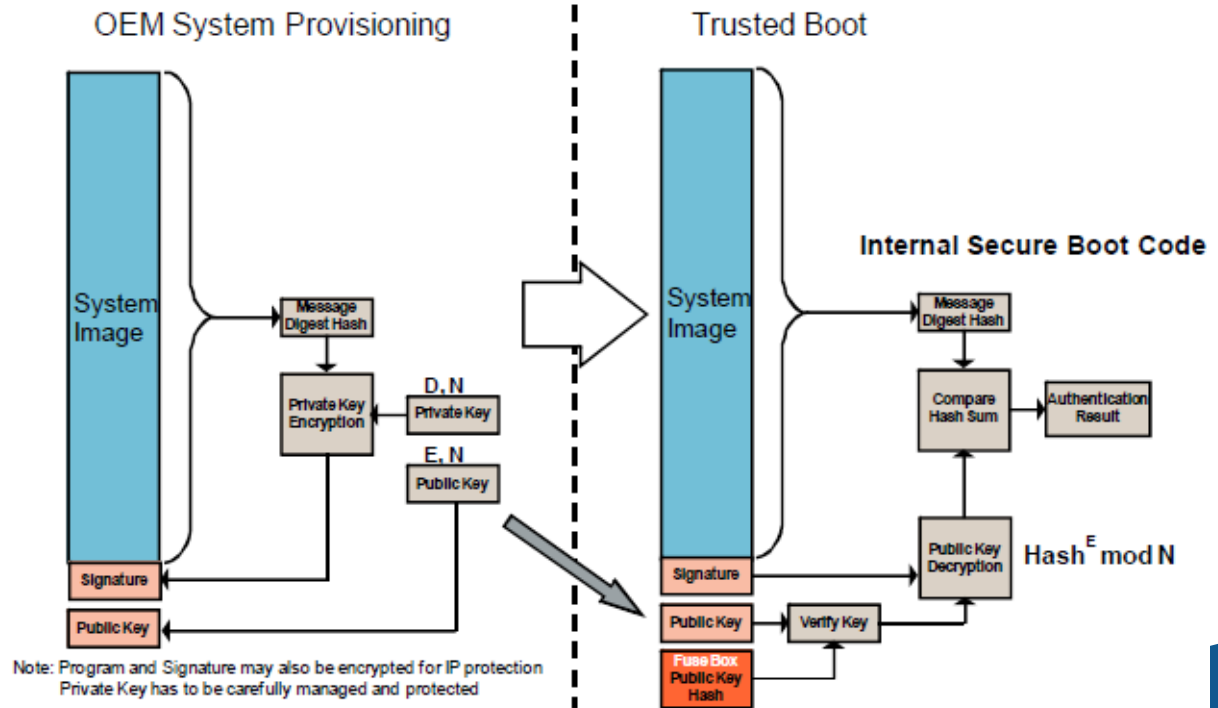 OEM System Provisioning
System
Image
Message
Digest Hash
Private Key
Encryption
D, N
Private Key
E, N
Public Key
Signature
Public Key
Note: Program and Signature may also be encrypted for IP protection
Private Key has to be carefully managed and protected
Trusted Boot
Internal Secure Boot Code
System
Image
Message
Digest Hash
Compare
Hash Sum
Authentication
Result
Public Key
Decryption
Hash^E mod N
Signature
Public Key
Verify Key
Fuse Box
Public Key
Hash